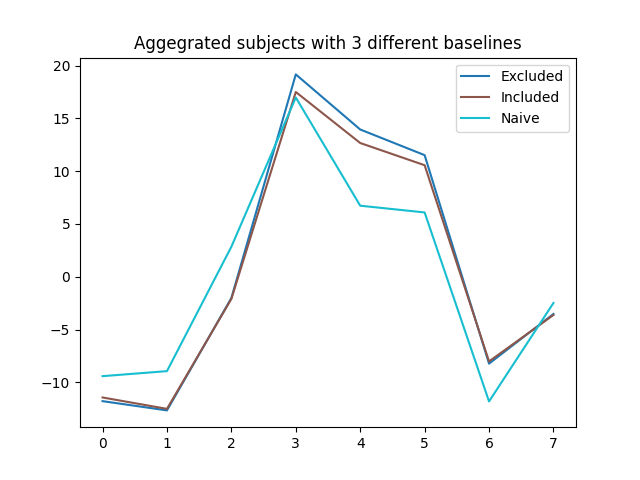 Aggegrated subjects with 3 different baselines
20
15
10
5
0
−5
−10
Excluded
Included
Naive
0 1 2 3 4 5 6 7